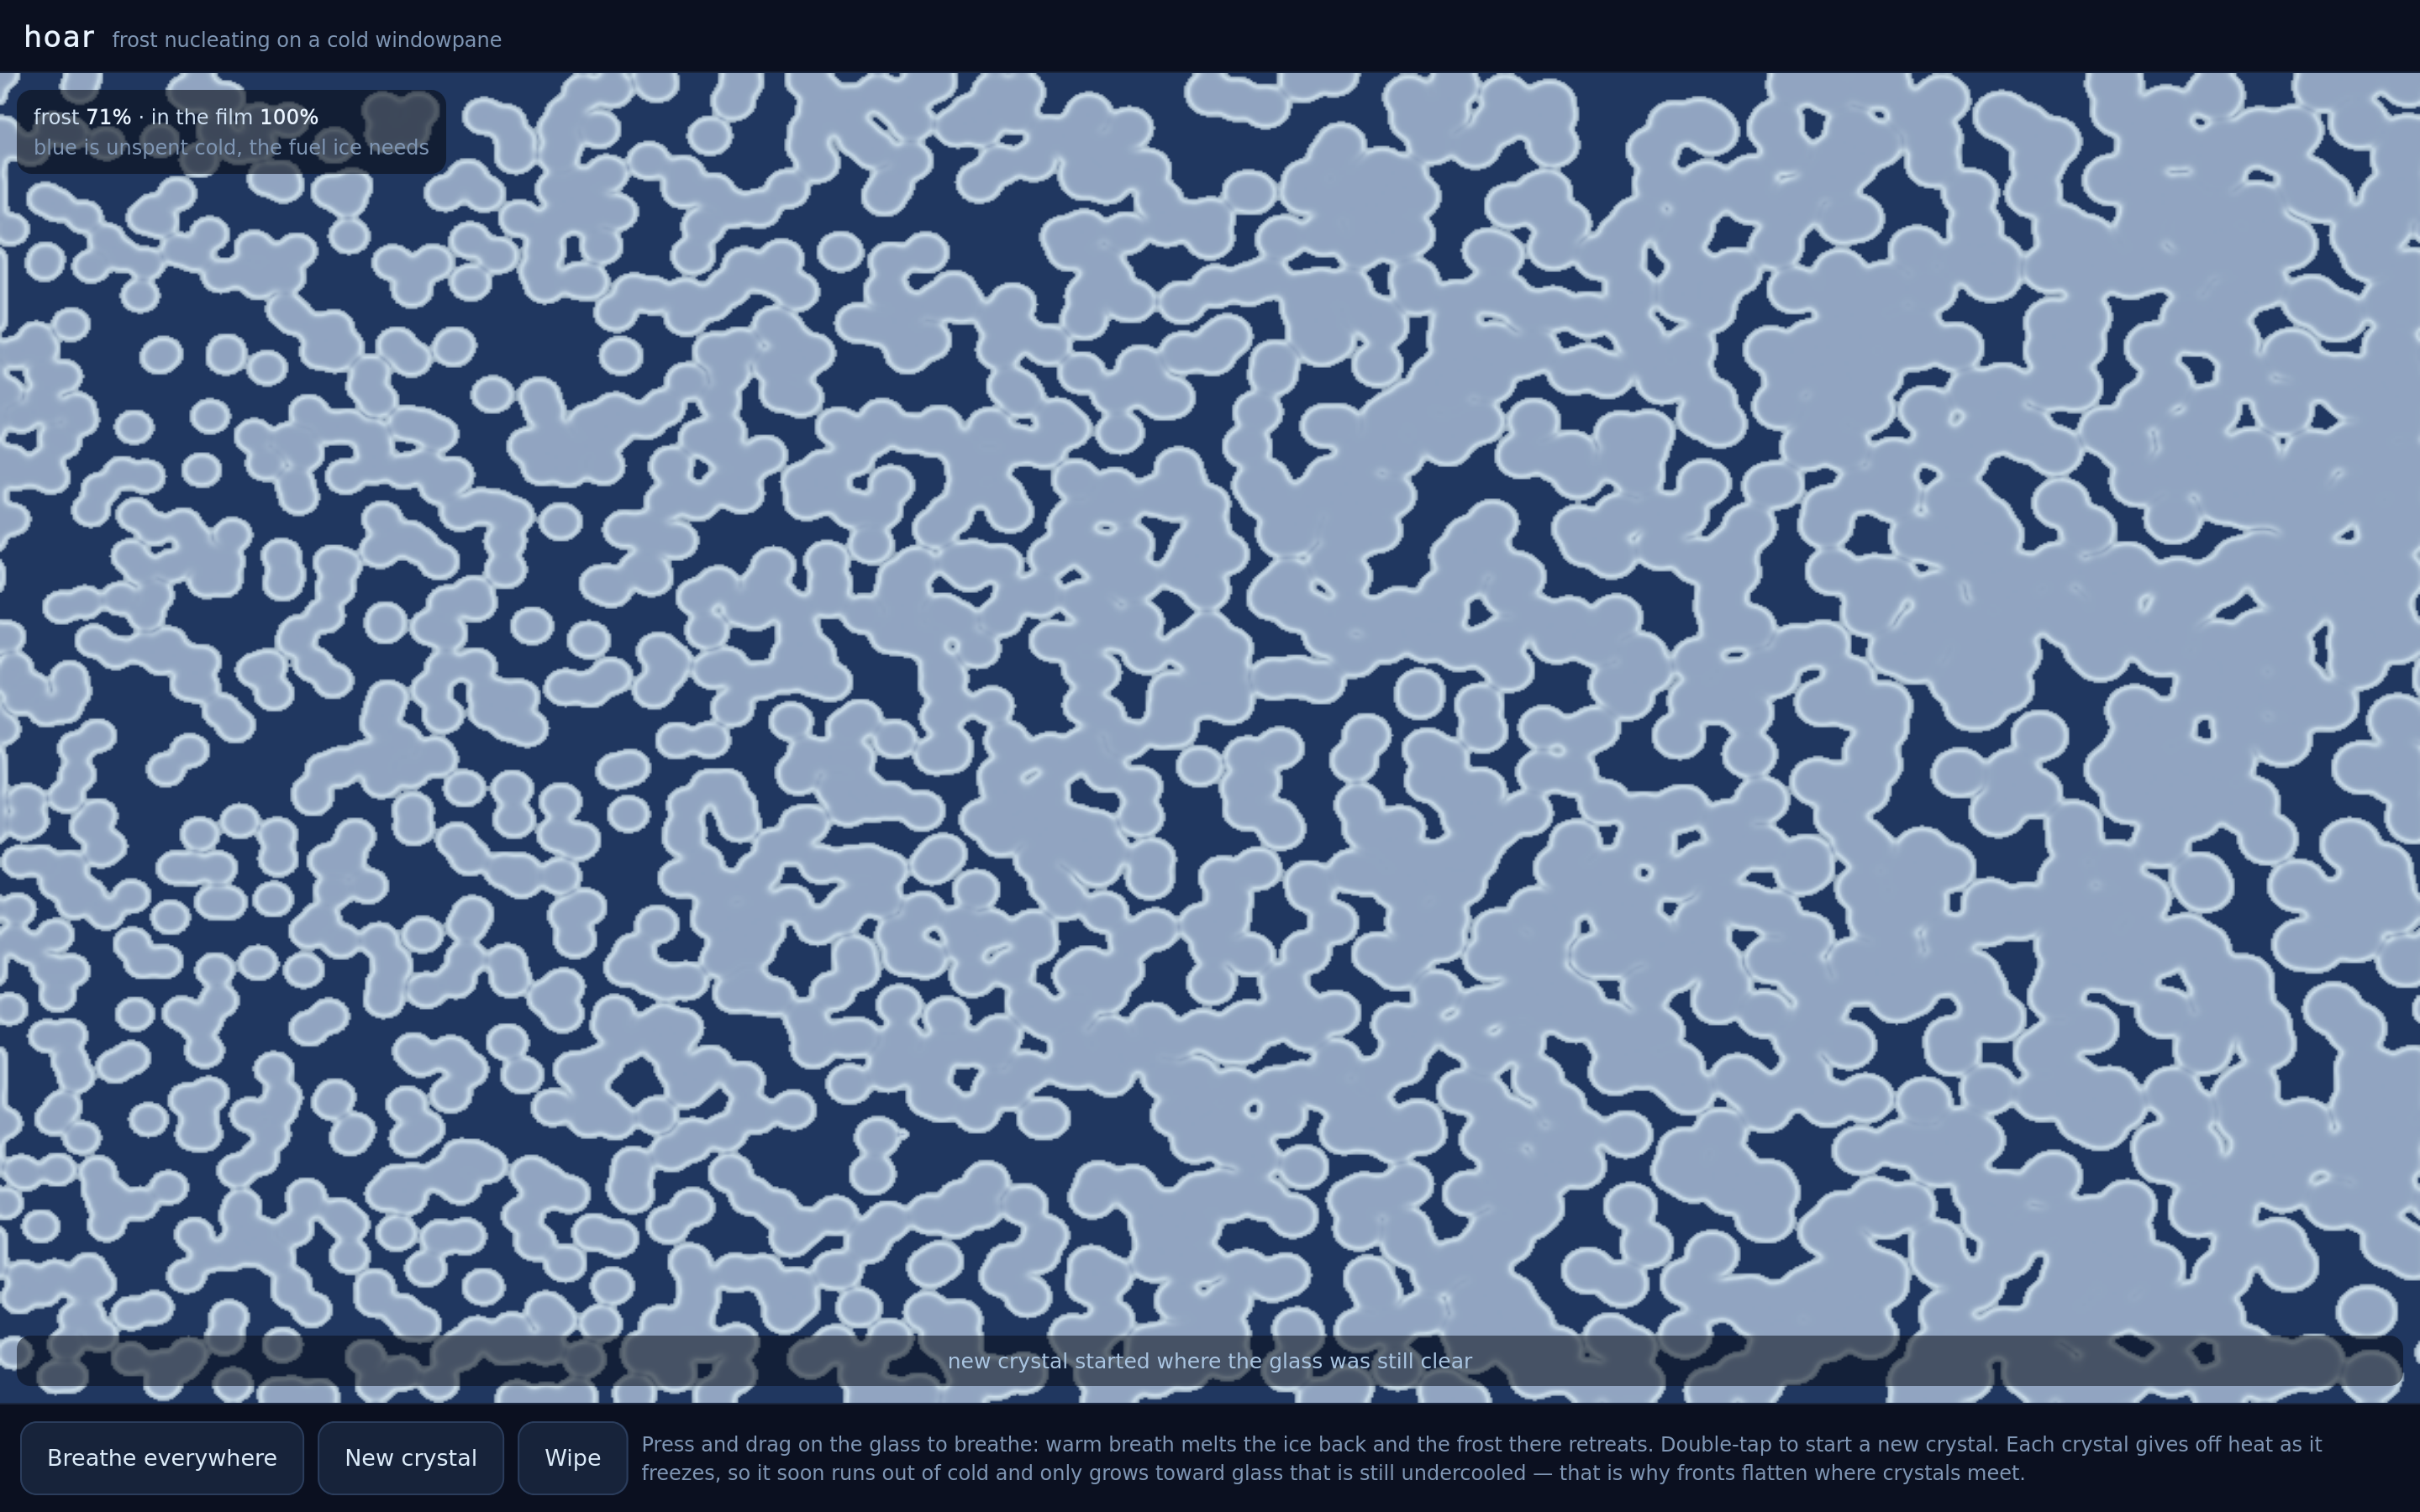 hoar frost nucleating on a cold windowpane
frost 71% · in the film 100%
blue is unspent cold, the fuel ice needs
new crystal started where the glass was still clear
Breathe everywhere New crystal Wipe
Press and drag on the glass to breathe: warm breath melts the ice back and the frost there retreats. Double-tap to start a new crystal. Each crystal gives off heat as it
freezes, so it soon runs out of cold and only grows toward glass that is still undercooled — that is why fronts flatten where crystals meet.